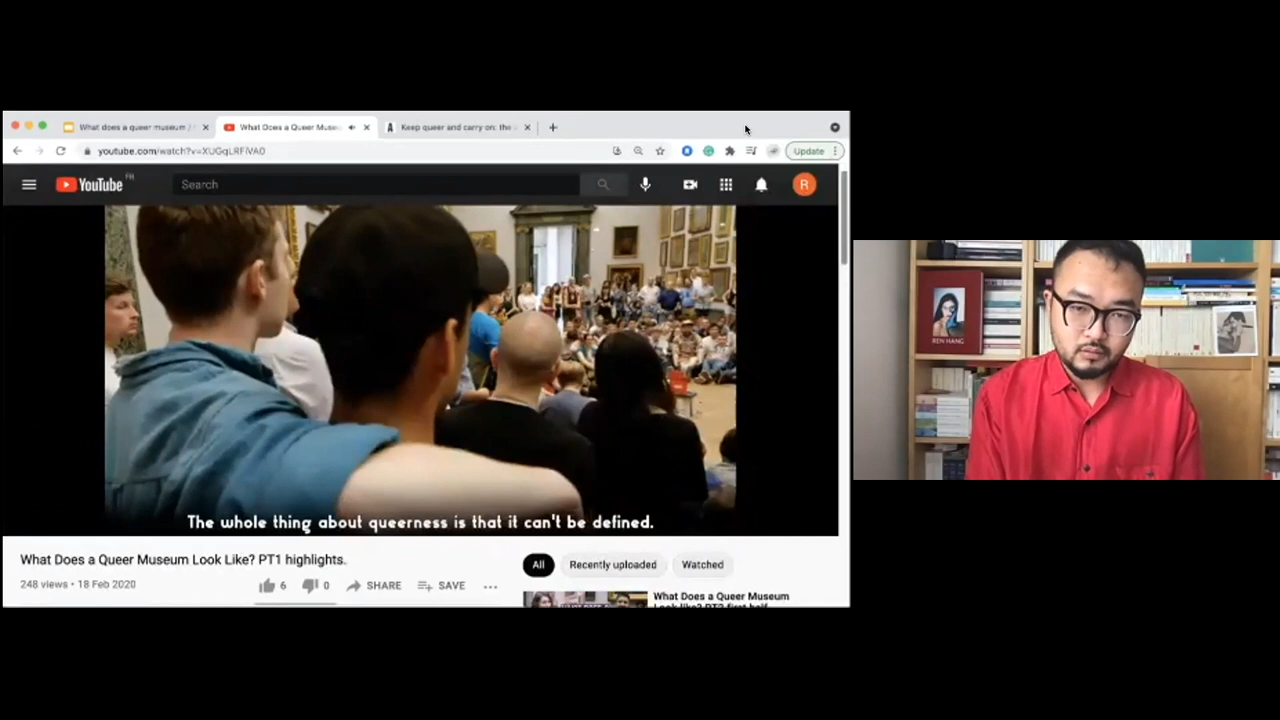 What does a queer museum /
What Does a Queer Muse
Keep queer and carry on: the
youtube.com/watch?v=XUGqLRFiVA0
Update
YouTube
FR
Search
R
REN HANG
The whole thing about queerness is that it can't be defined.
What Does a Queer Museum Look Like? PT1 highlights.
248 views • 18 Feb 2020
6
0
SHARE
SAVE
All
Recently uploaded
Watched
What Does a Queer Museum
Look like? PT2 first half